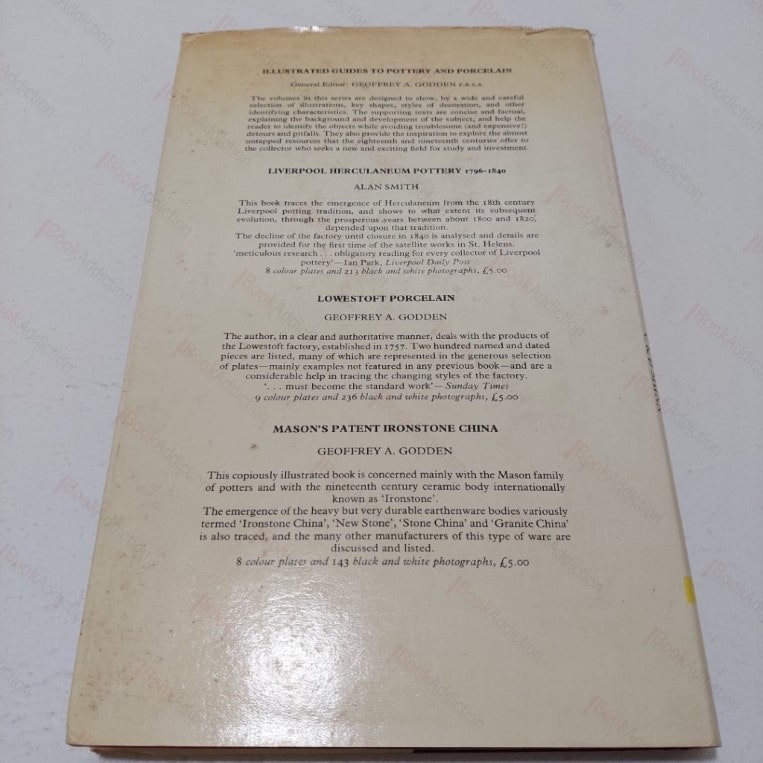 ILLUSTRATED GUIDES TO POTTERY AND PORCELAIN
General Editor: GEOFFREY A. GODDEN F.R.S.A.
The volumes in this series are designed to show, by a wide and careful
selection of illustrations, key shapes, styles of decoration, and other
identifying characteristics. The supporting texts are concise and factual,
explaining the background and development of the subject, and help the
reader to identify the objects while avoiding troublesome (and expensive!)
detours and pitfalls. They also provide the inspiration to explore the almost
untapped resources that the eighteenth and nineteenth centuries offer to
the collector who seeks a new and exciting field for study and investment.
LIVERPOOL HERCULANEUM POTTERY 1796-1840
ALAN SMITH
This book traces the emergence of Herculaneum from the 18th century
Liverpool potting tradition, and shows to what extent its subsequent
evolution, through the prosperous years between about 1800 and 1820,
depended upon that tradition.
The decline of the factory until closure in 1840 is analysed and details are
provided for the first time of the satellite works in St. Helens.
'meticulous research . . . obligatory reading for every collector of Liverpool
pottery'—Ian Park, Liverpool Daily Post
8 colour plates and 213 black and white photographs, £5.00
LOWESTOFT PORCELAIN
GEOFFREY A. GODDEN
The author, in a clear and authoritative manner, deals with the products of
the Lowestoft factory, established in 1757. Two hundred named and dated
pieces are listed, many of which are represented in the generous selection
of plates—mainly examples not featured in any previous book—and are a
considerable help in tracing the changing styles of the factory.
'. . . must become the standard work'—Sunday Times
9 colour plates and 236 black and white photographs, £5.00
MASON'S PATENT IRONSTONE CHINA
GEOFFREY A. GODDEN
This copiously illustrated book is concerned mainly with the Mason family
of potters and with the nineteenth century ceramic body internationally
known as 'Ironstone'.
The emergence of the heavy but very durable earthenware bodies variously
termed 'Ironstone China', 'New Stone', 'Stone China' and 'Granite China'
is also traced, and the many other manufacturers of this type of ware are
discussed and listed.
8 colour plates and 143 black and white photographs, £5.00
BookAddiction